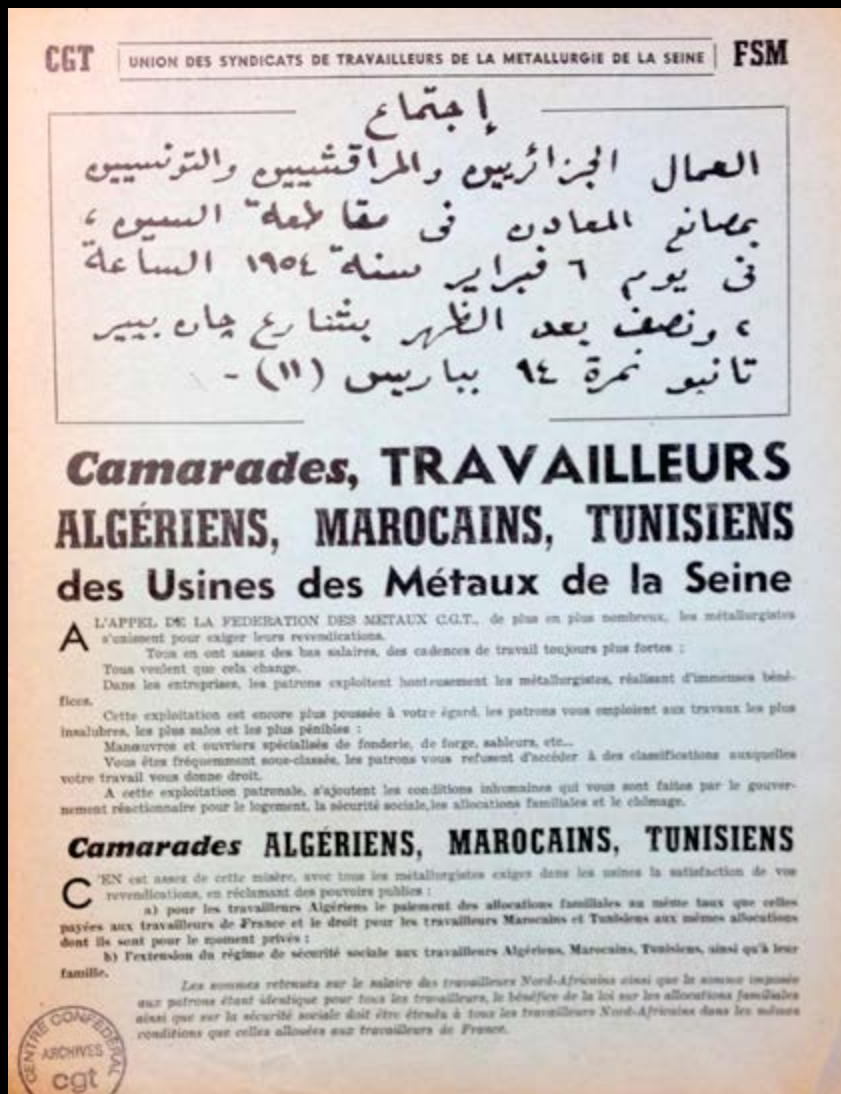 CGT UNION DES SYNDICATS DE TRAVAILLEURS DE LA METALLURGIE DE LA SEINE FSM
إجتماع
العمال الجزائريين والمراقشيين والتونسيين
بمصانع المعادن فى مقاطعة السين ،
فى يوم ٦ فبراير سنة ١٩٥٤ الساعة
٤ ونصف بعد الظهر بشارع چان بيير
تانبو نمرة ٩٤ بباريس (١١) -
Camarades, TRAVAILLEURS
ALGÉRIENS, MAROCAINS, TUNISIENS
des Usines des Métaux de la Seine
A L'APPEL DE LA FEDERATION DES METAUX C.G.T., de plus en plus nombreux, les métallurgistes
s'unissent pour exiger leurs revendications.
Tous en ont assez des bas salaires, des cadences de travail toujours plus fortes ;
Tous veulent que cela change.
Dans les entreprises, les patrons exploitent honteusement les métallurgistes, réalisant d'immenses béné-
fices.
Cette exploitation est encore plus poussée à votre égard, les patrons vous emploient aux travaux les plus
insalubres, les plus sales et les plus pénibles :
Manœuvres et ouvriers spécialisés de fonderie, de forge, sableurs, etc...
Vous êtes fréquemment sous-classés, les patrons vous refusent d'accéder à des classifications auxquelles
votre travail vous donne droit.
A cette exploitation patronale, s'ajoutent les conditions inhumaines qui vous sont faites par le gouver-
nement réactionnaire pour le logement, la sécurité sociale, les allocations familiales et le chômage.
Camarades ALGÉRIENS, MAROCAINS, TUNISIENS
C'EN est assez de cette misère, avec tous les métallurgistes exigez dans les usines la satisfaction de vos
revendications, en réclamant des pouvoirs publics :
a) pour les travailleurs Algériens le paiement des allocations familiales au même taux que celles
payées aux travailleurs de France et le droit pour les travailleurs Marocains et Tunisiens aux mêmes allocations
dont ils sont pour le moment privés ;
b) l'extension du régime de sécurité sociale aux travailleurs Algériens, Marocains, Tunisiens, ainsi qu'à leur
famille.
Les sommes retenues sur le salaire des travailleurs Nord-Africains ainsi que la somme imposée
aux patrons étant identique pour tous les travailleurs, le bénéfice de la loi sur les allocations familiales
ainsi que sur la sécurité sociale doit être étendu à tous les travailleurs Nord-Africains dans les mêmes
conditions que celles allouées aux travailleurs de France.
CENTRE CONFEDERAL
ARCHIVES
cgt